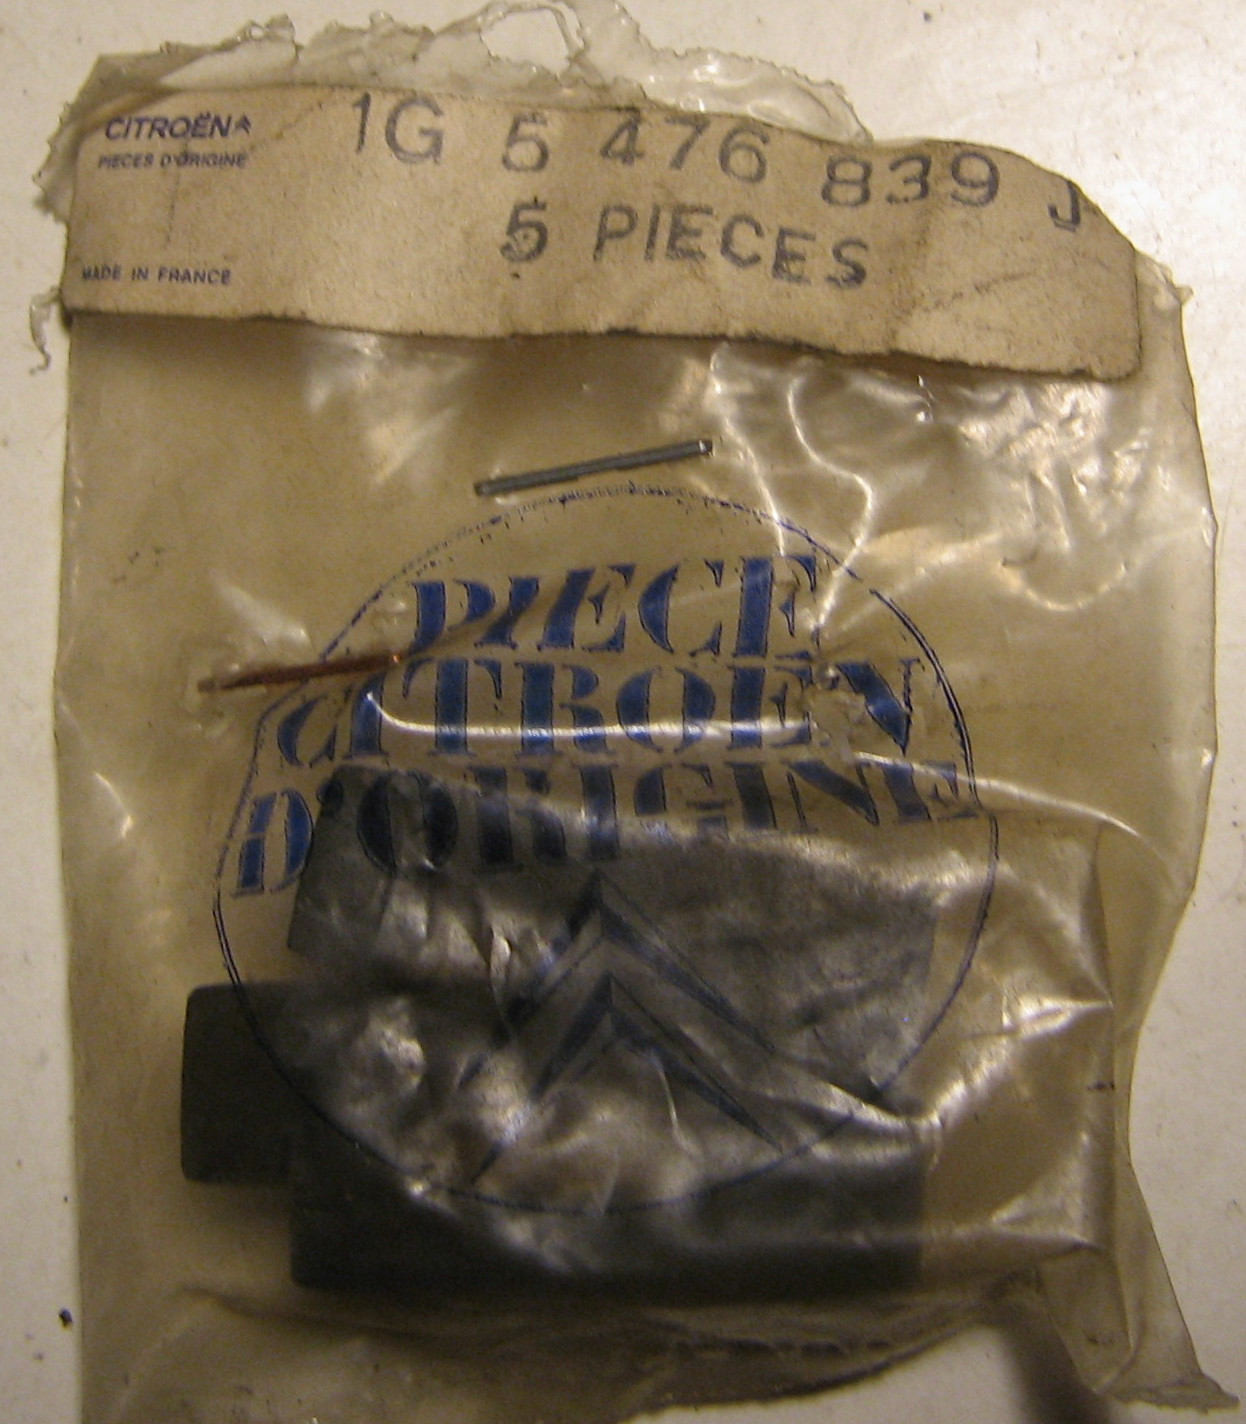 CITROËN
PIECES D'ORIGINE
MADE IN FRANCE
1G 5 476 839 J
5 PIECES
PIECE
CITROËN
D'ORIGINE